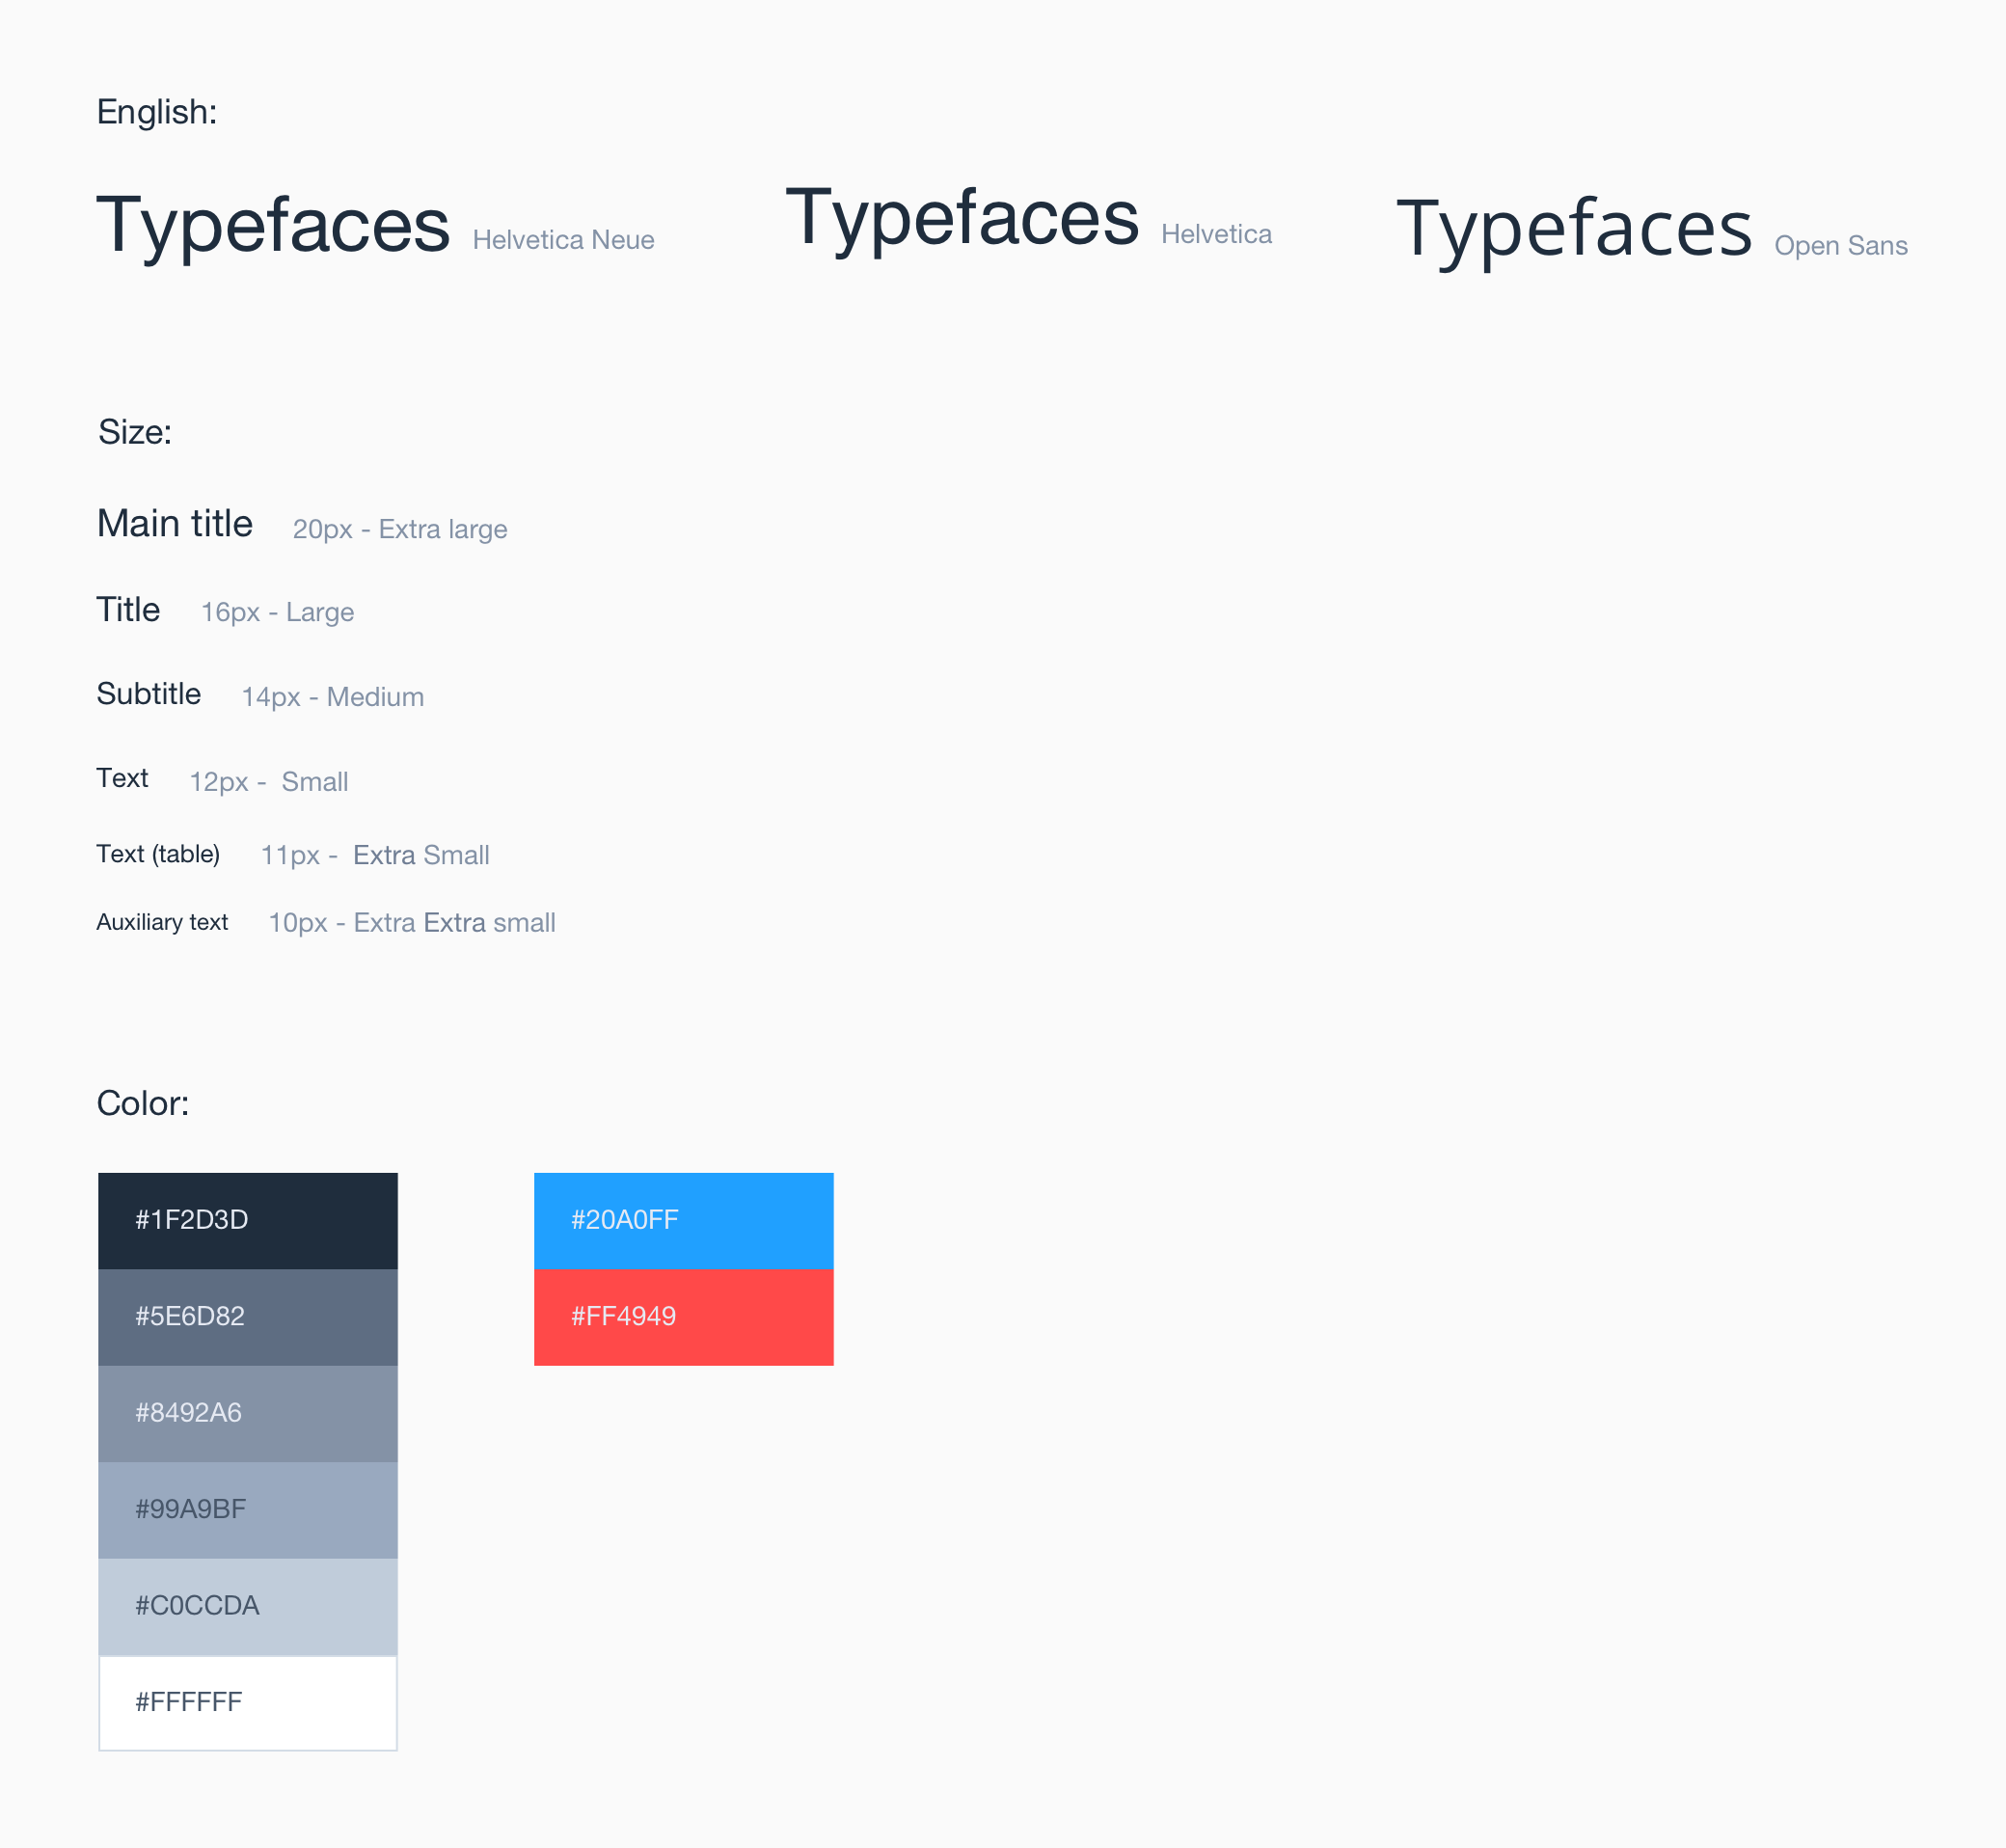 English:
Typefaces Helvetica Neue
Typefaces Helvetica
Typefaces Open Sans
Size:
Main title 20px - Extra large
Title 16px - Large
Subtitle 14px - Medium
Text 12px - Small
Text (table) 11px - Extra Small
Auxiliary text 10px - Extra Extra small
Color:
#1F2D3D
#5E6D82
#8492A6
#99A9BF
#C0CCDA
#FFFFFF
#20A0FF
#FF4949